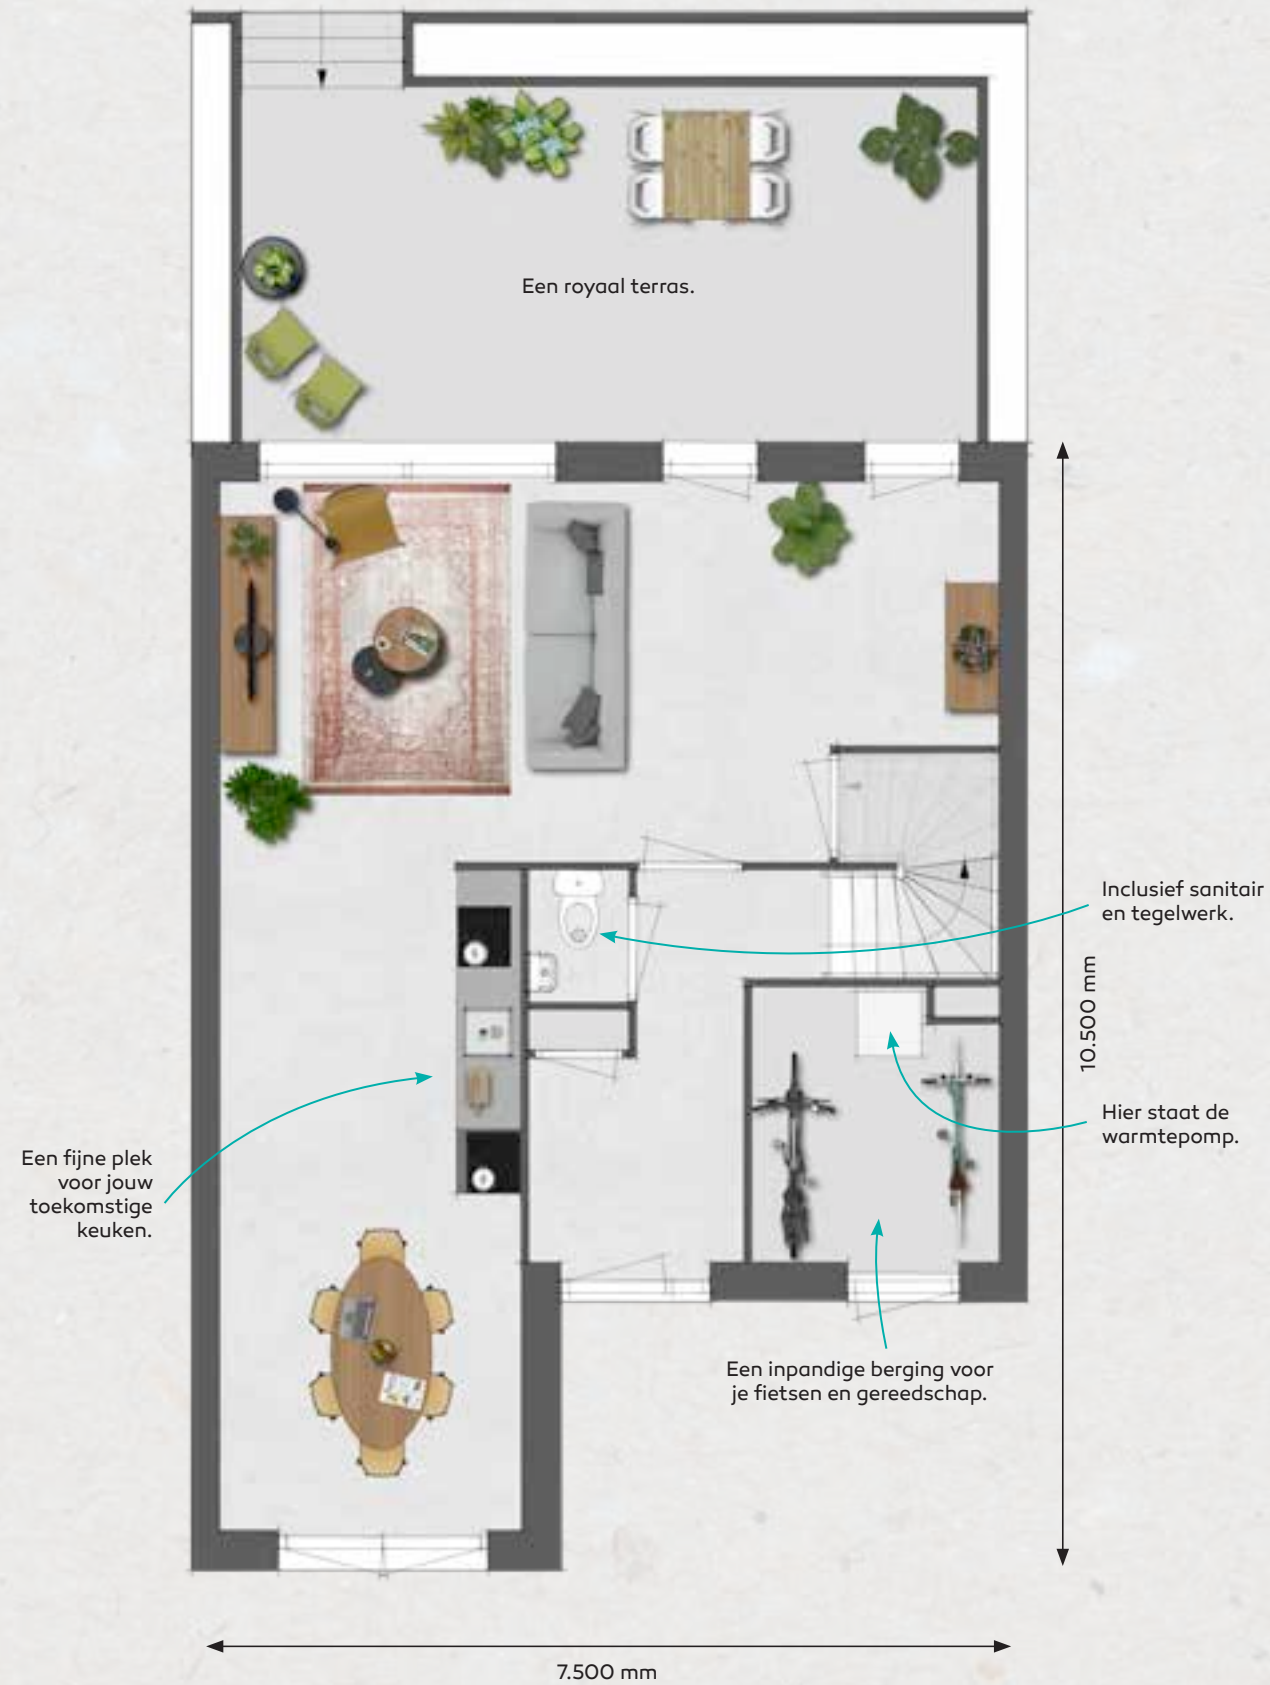 Een royaal terras.
Inclusief sanitair
en tegelwerk.
10.500 mm
Hier staat de
warmtepomp.
Een fijne plek
voor jouw
toekomstige
keuken.
Een inpandige berging voor
je fietsen en gereedschap.
7.500 mm